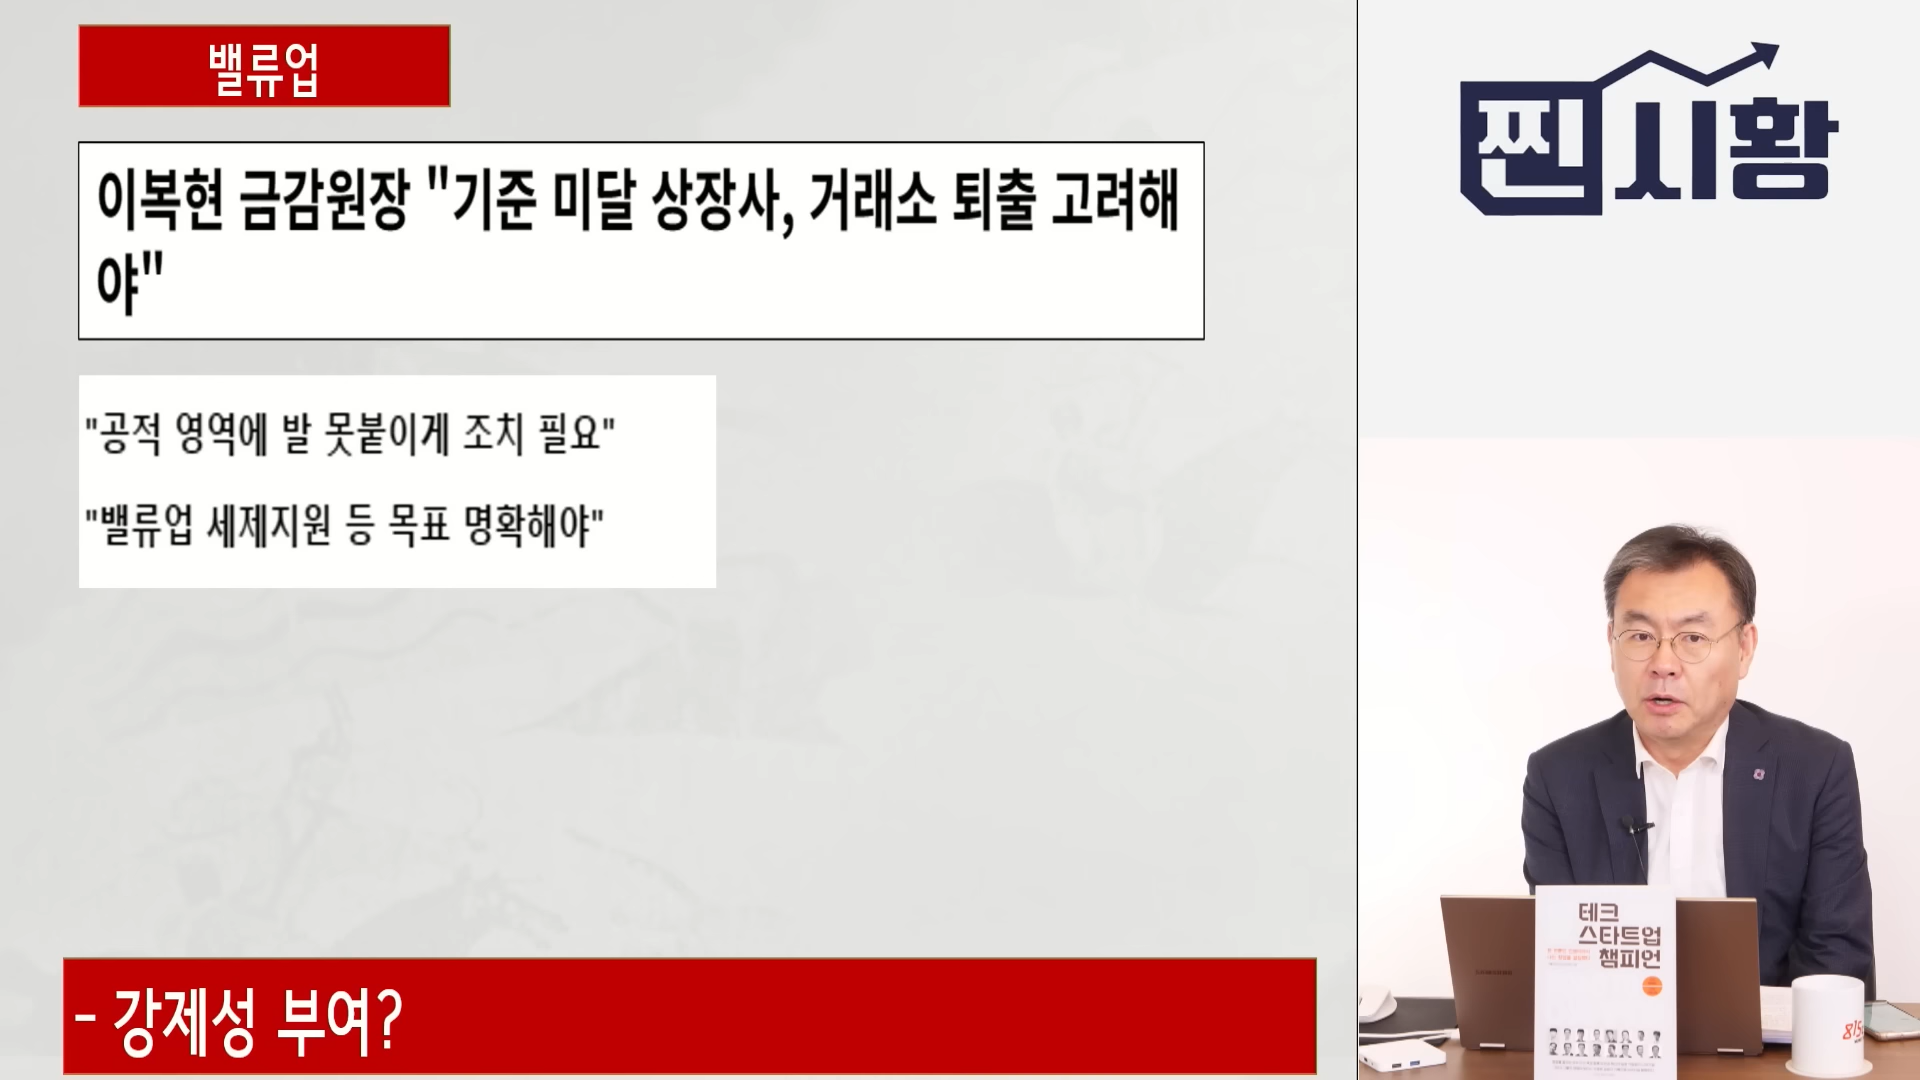 밸류업
이복현 금감원장 "기준 미달 상장사, 거래소 퇴출 고려해
야"
"공적 영역에 발 못붙이게 조치 필요"
"밸류업 세제지원 등 목표 명확해야"
- 강제성 부여?
찐시황
테크
스타트업
챔피언
SAMSUNG
815